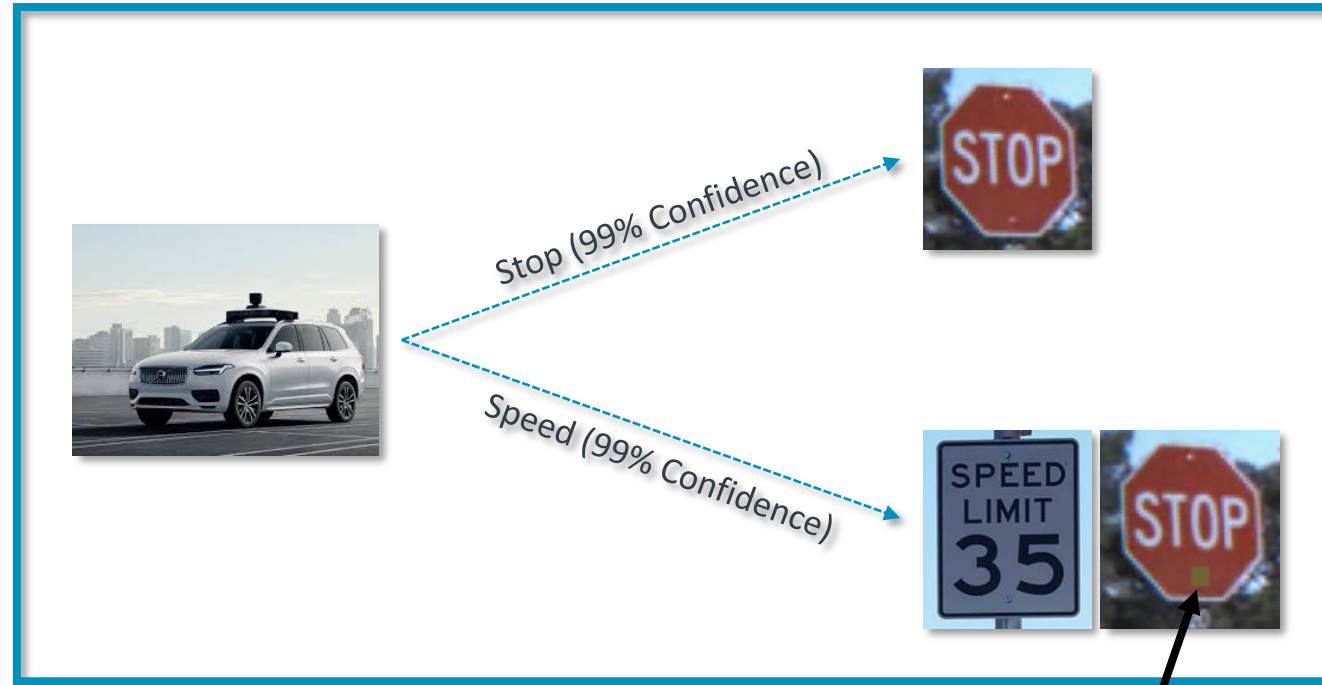 Stop (99% Confidence)
STOP
Speed (99% Confidence)
SPEED
LIMIT
35
STOP